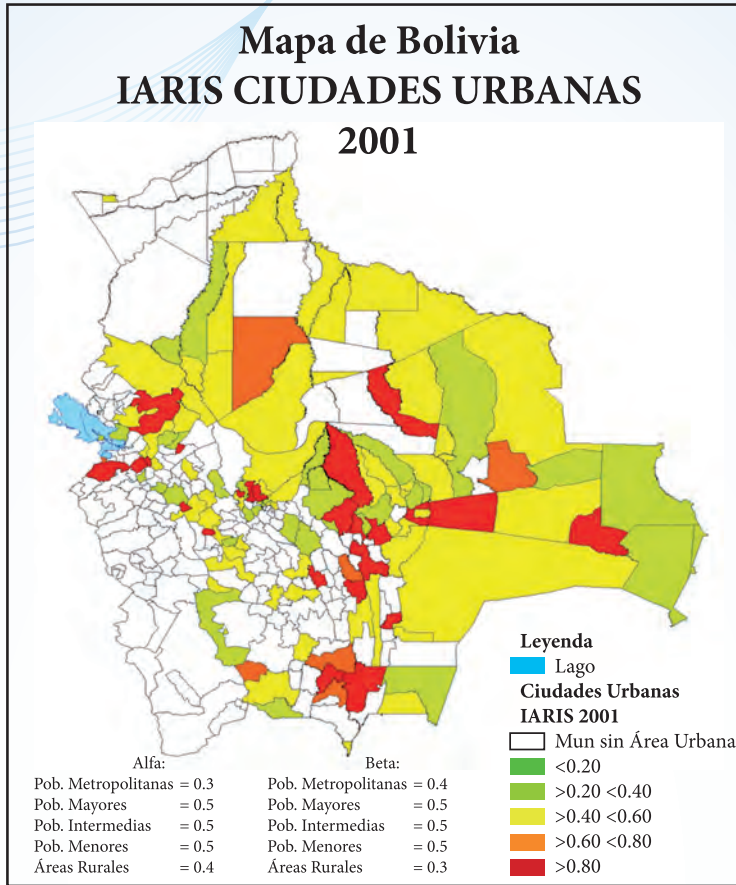 Mapa de Bolivia
IARIS CIUDADES URBANAS
2001
Leyenda
Lago
Ciudades Urbanas
IARIS 2001
Mun sin Área Urbana
<0.20
>0.20 <0.40
>0.40 <0.60
>0.60 <0.80
>0.80
Alfa:
Pob. Metropolitanas = 0.3
Pob. Mayores = 0.5
Pob. Intermedias = 0.5
Pob. Menores = 0.5
Áreas Rurales = 0.4
Beta:
Pob. Metropolitanas = 0.4
Pob. Mayores = 0.5
Pob. Intermedias = 0.5
Pob. Menores = 0.5
Áreas Rurales = 0.3